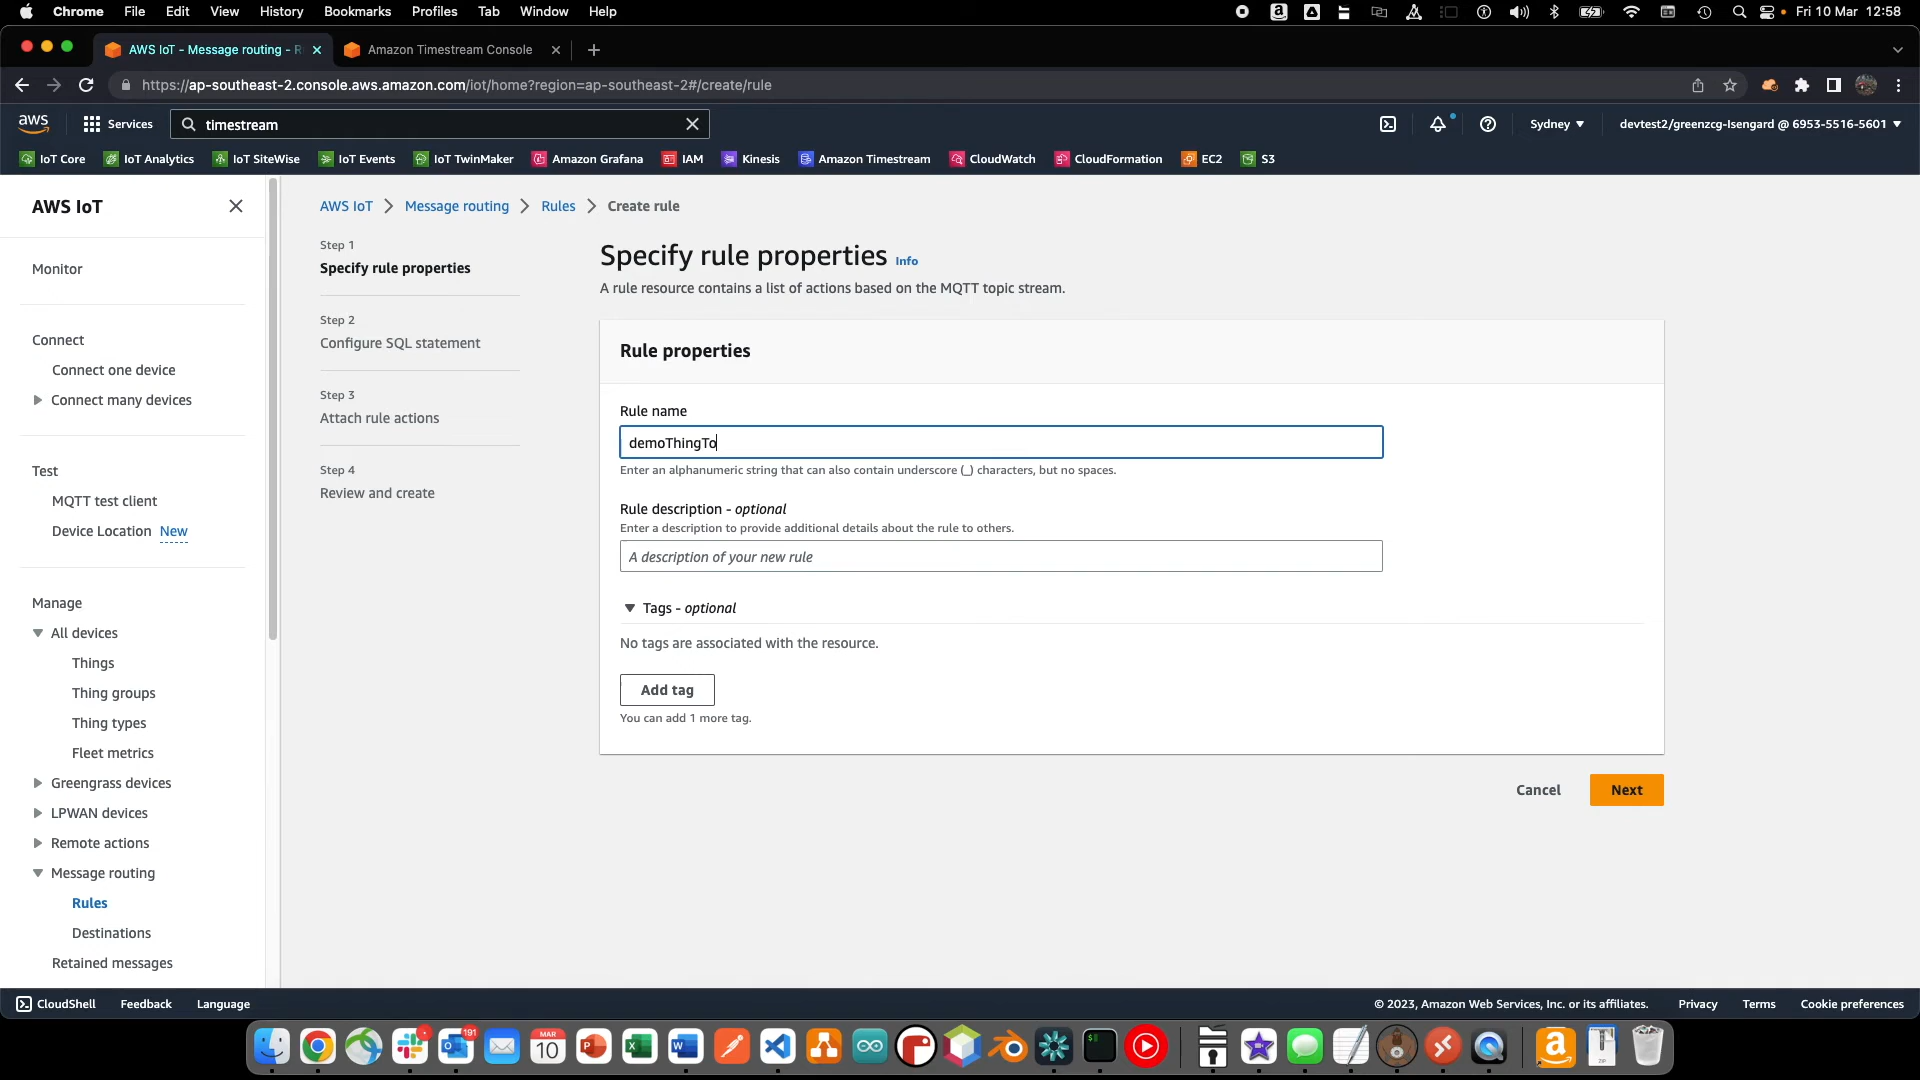 Chrome File Edit View History Bookmarks Profiles Tab Window Help Fri 10 Mar 12:58
AWS IoT - Message routing - R Amazon Timestream Console
https://ap-southeast-2.console.aws.amazon.com/iot/home?region=ap-southeast-2#/create/rule
aws Services timestream Sydney devtest2/greenzcg-Isengard @ 6953-5516-5601
IoT Core IoT Analytics IoT SiteWise IoT Events IoT TwinMaker Amazon Grafana IAM Kinesis Amazon Timestream CloudWatch CloudFormation EC2 S3
AWS IoT
Monitor
Connect
Connect one device
Connect many devices
Test
MQTT test client
Device Location New
Manage
All devices
Things
Thing groups
Thing types
Fleet metrics
Greengrass devices
LPWAN devices
Remote actions
Message routing
Rules
Destinations
Retained messages
AWS IoT > Message routing > Rules > Create rule
Step 1
Specify rule properties
Step 2
Configure SQL statement
Step 3
Attach rule actions
Step 4
Review and create
Specify rule properties Info
A rule resource contains a list of actions based on the MQTT topic stream.
Rule properties
Rule name
demoThingTo
Enter an alphanumeric string that can also contain underscore (_) characters, but no spaces.
Rule description - optional
Enter a description to provide additional details about the rule to others.
A description of your new rule
Tags - optional
No tags are associated with the resource.
Add tag
You can add 1 more tag.
Cancel Next
CloudShell Feedback Language © 2023, Amazon Web Services, Inc. or its affiliates. Privacy Terms Cookie preferences
191
MAR
10